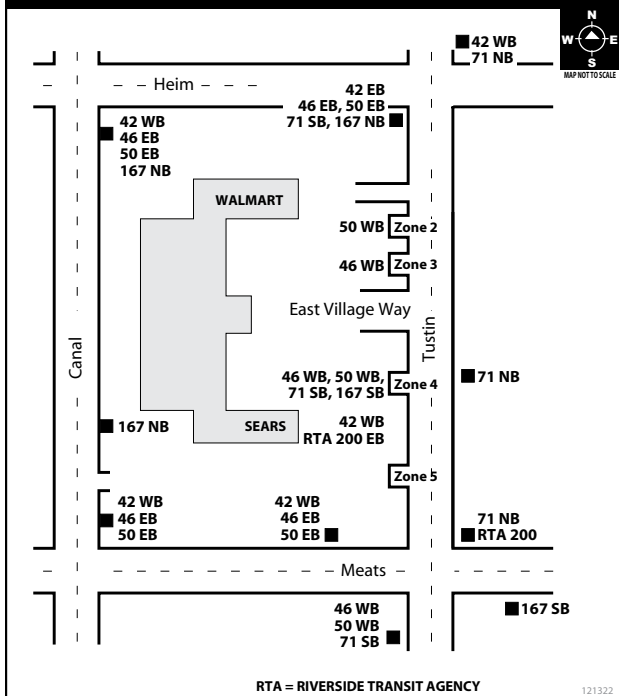 N
W E
S
MAP NOT TO SCALE
42 WB
71 NB
Heim
42 EB
46 EB, 50 EB
71 SB, 167 NB
42 WB
46 EB
50 EB
167 NB
WALMART
50 WB
Zone 2
46 WB
Zone 3
East Village Way
Tustin
Canal
46 WB, 50 WB,
71 SB, 167 SB
Zone 4
71 NB
167 NB
SEARS
42 WB
RTA 200 EB
Zone 5
42 WB
46 EB
50 EB
42 WB
46 EB
50 EB
71 NB
RTA 200
Meats
46 WB
50 WB
71 SB
167 SB
RTA = RIVERSIDE TRANSIT AGENCY
121322